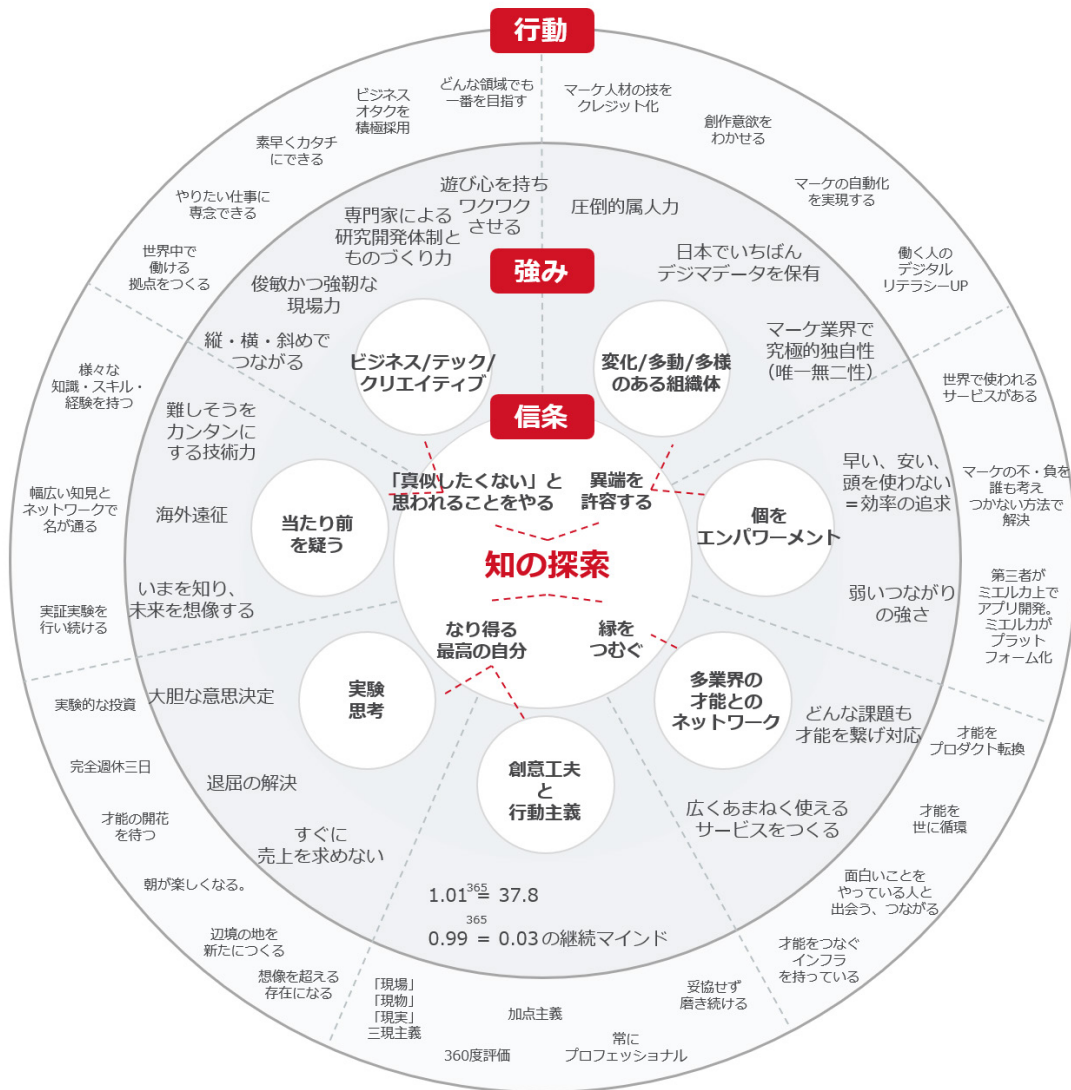 行動
どんな領域でも
一番を目指す
マーケ人材の技を
クレジット化
ビジネス
オタクを
積極採用
創作意欲を
わかせる
素早くカタチ
にできる
マーケの自動化
を実現する
やりたい仕事に
専念できる
世界中で
働ける
拠点をつくる
働く人の
デジタル
リテラシーUP
遊び心を持ち
ワクワク
させる
圧倒的属人力
専門家による
研究開発体制と
ものづくり力
日本でいちばん
デジマデータを保有
強み
俊敏かつ強靭な
現場力
縦・横・斜めで
つながる
ビジネス/テック/
クリエイティブ
変化/多動/多様
のある組織体
マーケ業界で
究極的独自性
（唯一無二性）
様々な
知識・スキル・
経験を持つ
世界で使われる
サービスがある
難しそうを
カンタンに
する技術力
信条
「真似したくない」と
思われることをやる
異端を
許容する
早い、安い、
頭を使わない
＝効率の追求
幅広い知見と
ネットワークで
名が通る
海外遠征
当たり前
を疑う
個を
エンパワーメント
マーケの不・負を
誰も考え
つかない方法で
解決
知の探索
いまを知り、
未来を想像する
弱いつながり
の強さ
実証実験を
行い続ける
第三者が
ミエルカ上で
アプリ開発。
ミエルカが
プラット
フォーム化
なり得る
最高の自分
縁を
つむぐ
実験的な投資
大胆な意思決定
実験
思考
多業界の
才能との
ネットワーク
どんな課題も
才能を繋げ対応
才能を
プロダクト転換
完全週休三日
退屈の解決
創意工夫
と
行動主義
広くあまねく使える
サービスをつくる
才能の開花
を待つ
才能を
世に循環
すぐに
売上を求めない
朝が楽しくなる。
面白いことを
やっている人と
出会う、つながる
1.01³⁶⁵ = 37.8
0.99³⁶⁵ = 0.03 の継続マインド
辺境の地を
新たにつくる
才能をつなぐ
インフラ
を持っている
想像を超える
存在になる
「現場」
「現物」
「現実」
三現主義
加点主義
妥協せず
磨き続ける
360度評価
常に
プロフェッショナル